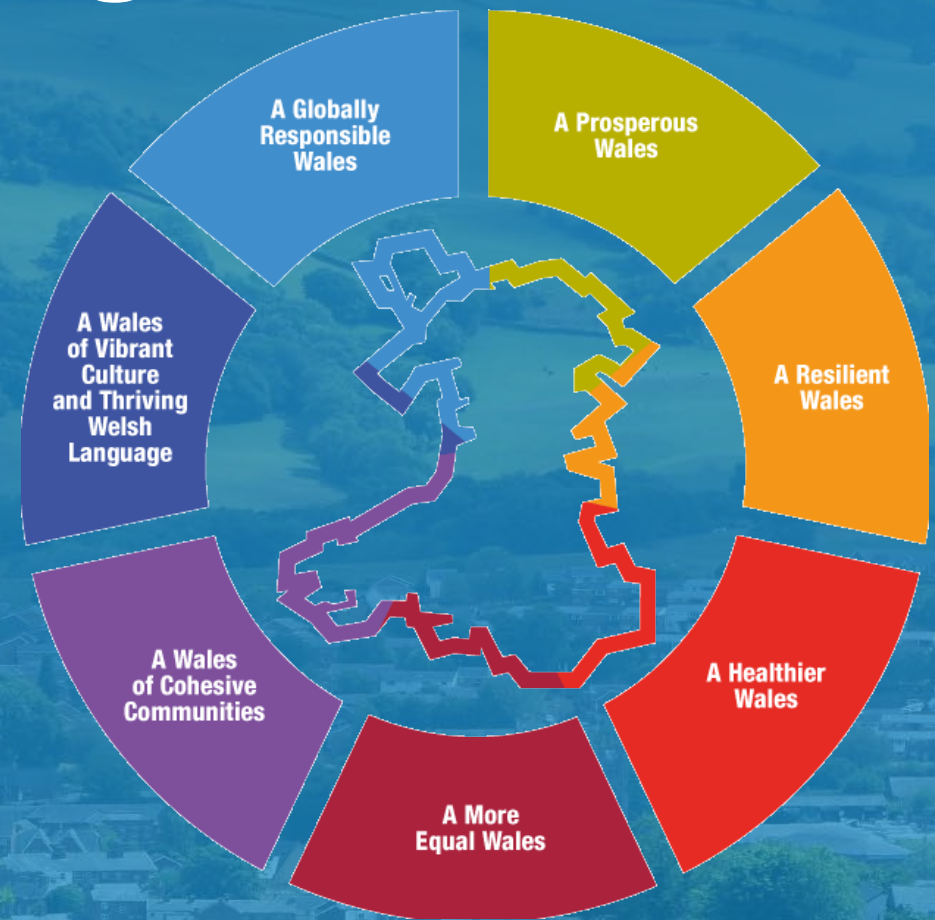 A Globally
Responsible
Wales
A Prosperous
Wales
A Resilient
Wales
A Healthier
Wales
A More
Equal Wales
A Wales
of Cohesive
Communities
A Wales
of Vibrant
Culture
and Thriving
Welsh
Language